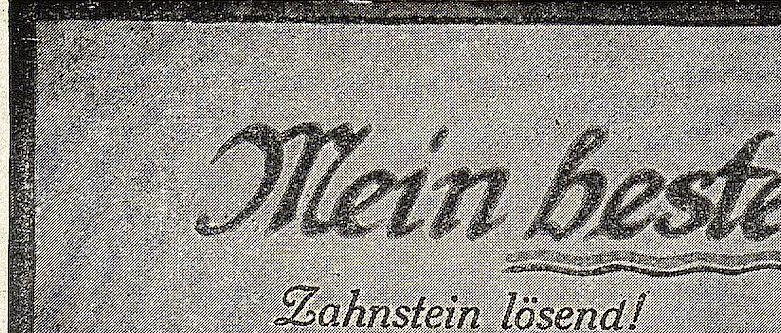 Mein beste
Zahnstein lösend!